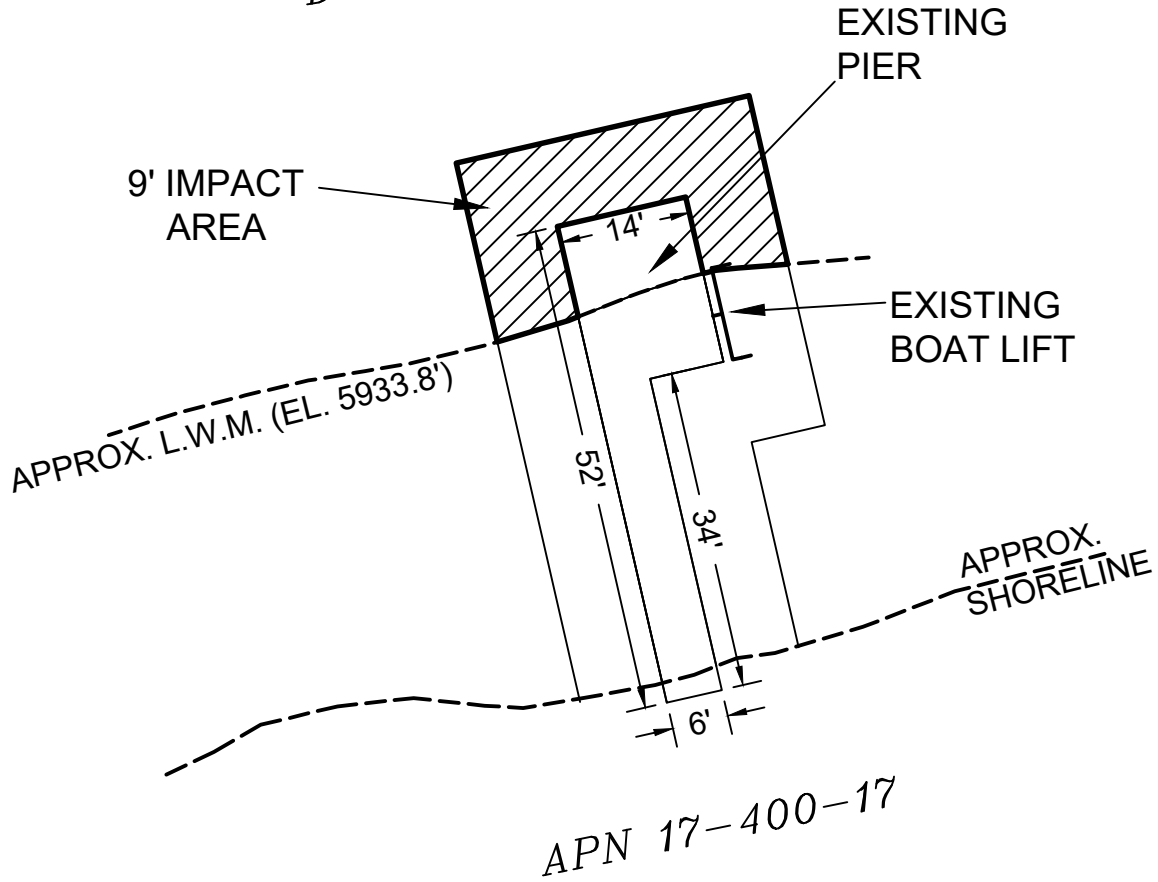 EXISTING
PIER
9' IMPACT
AREA
14'
EXISTING
BOAT LIFT
APPROX. L.W.M. (EL. 5933.8')
52'
34'
APPROX.
SHORELINE
6'
APN 17-400-17